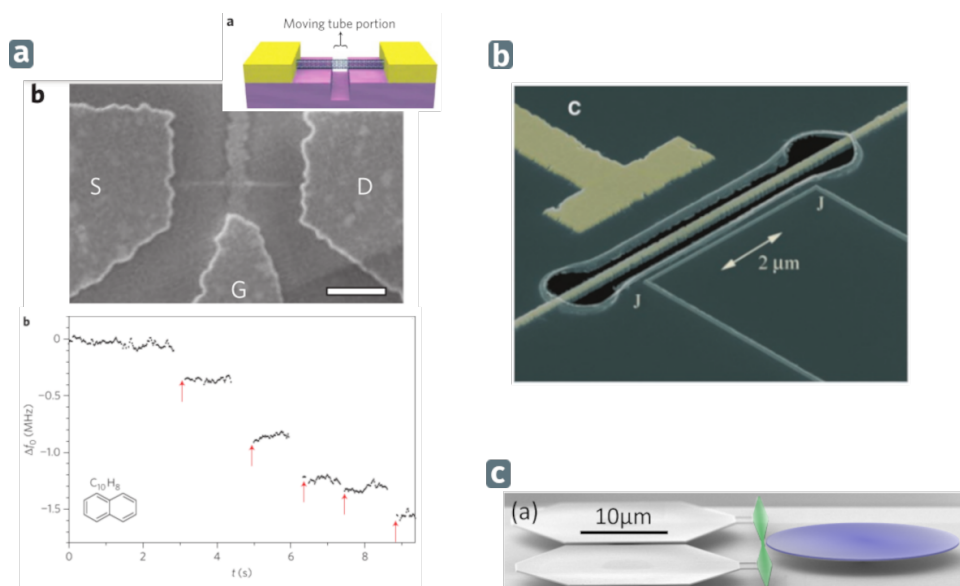 a
a
Moving tube portion
b
S
D
G
b
0
−0.5
−1.0
−1.5
Δf₀ (MHz)
C₁₀H₈
0
2
4
6
8
t (s)
b
c
J
2 μm
J
c
(a)
10μm